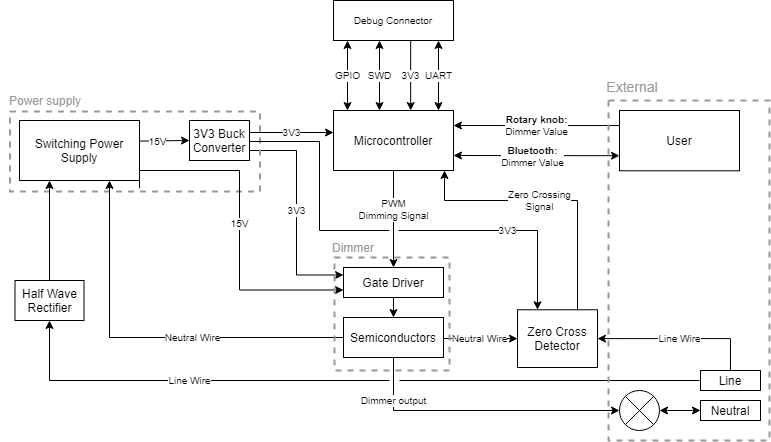 Debug Connector
GPIO
SWD
3V3
UART
Power supply
External
Switching Power
Supply
15V
3V3 Buck
Converter
3V3
Microcontroller
Rotary knob:
Dimmer Value
Bluetooth:
Dimmer Value
User
PWM
Dimming Signal
Zero Crossing
Signal
3V3
15V
3V3
Dimmer
Gate Driver
Half Wave
Rectifier
Semiconductors
Neutral Wire
Neutral Wire
Zero Cross
Detector
Line Wire
Line Wire
Line
Dimmer output
Neutral